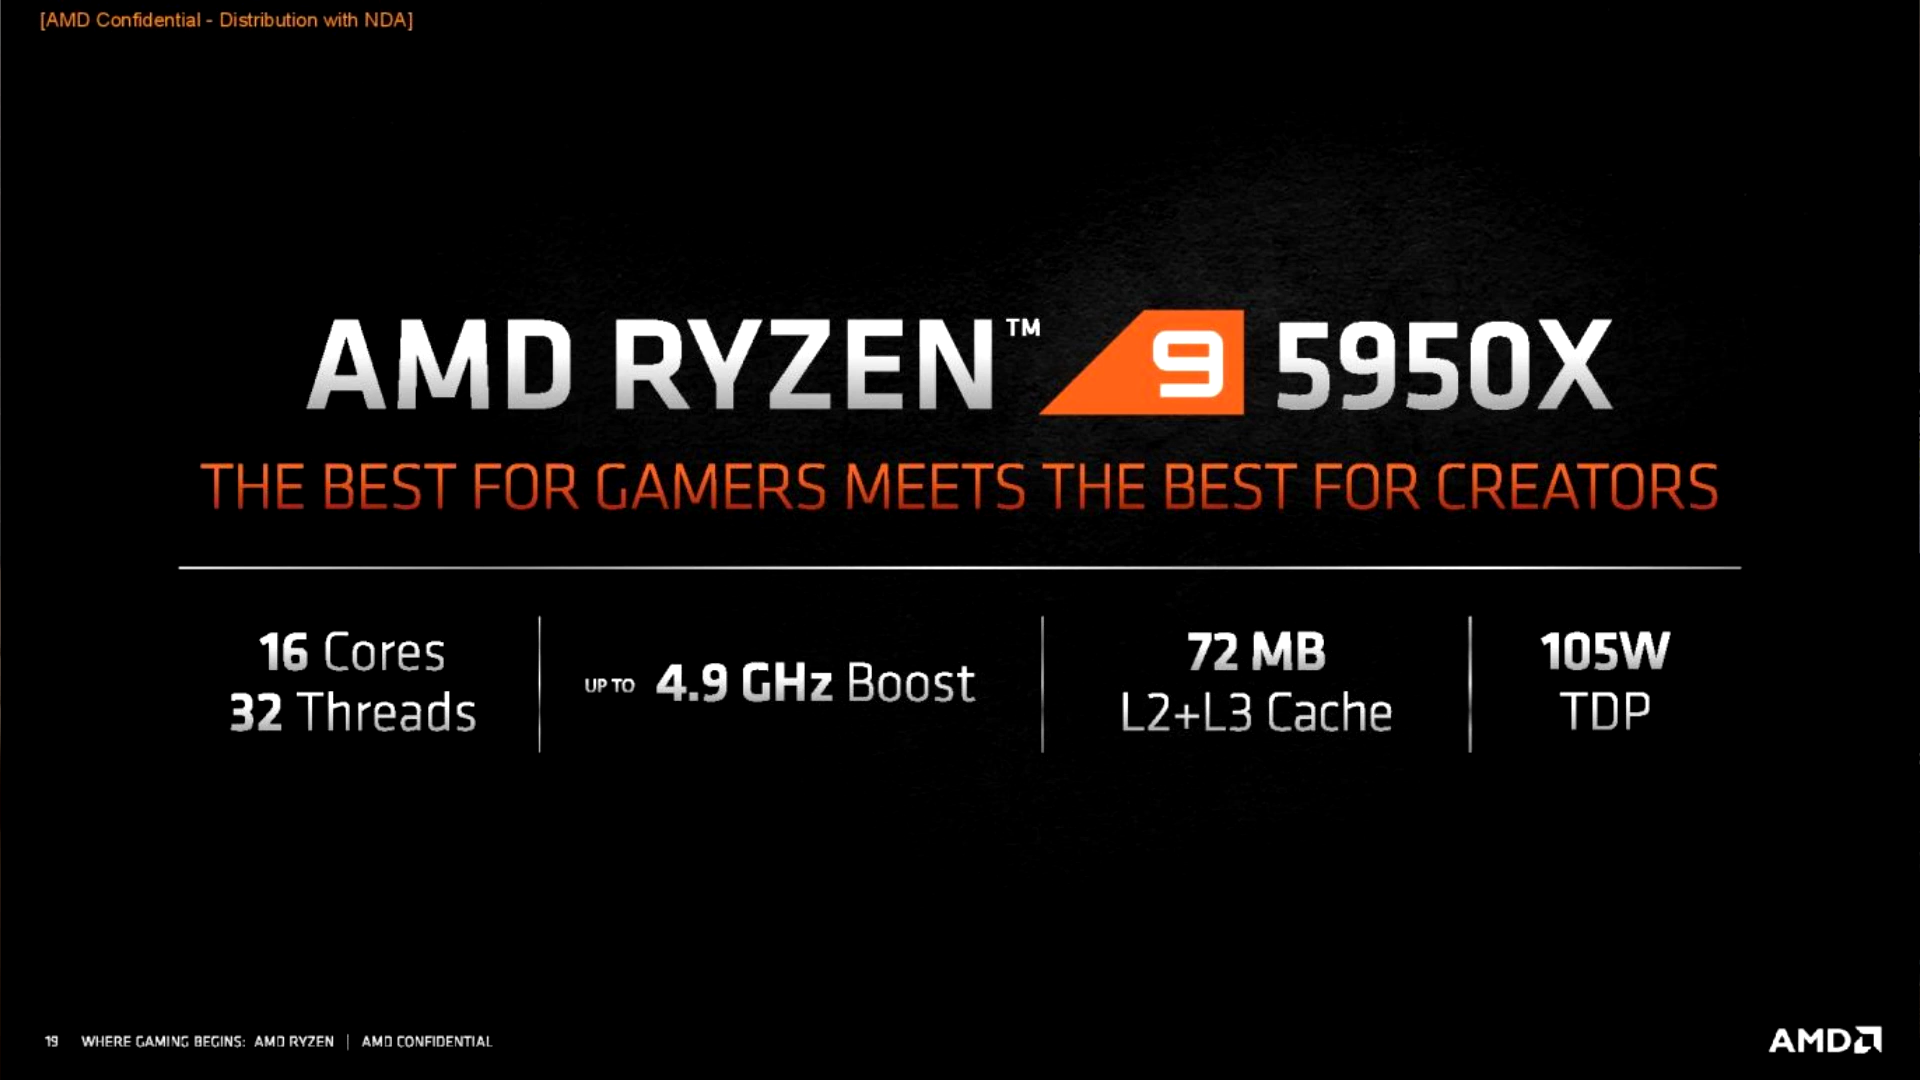 [AMD Confidential - Distribution with NDA]
AMD RYZEN™ 9 5950X
THE BEST FOR GAMERS MEETS THE BEST FOR CREATORS
16 Cores
32 Threads
UP TO 4.9 GHz Boost
72 MB
L2+L3 Cache
105W
TDP
19 WHERE GAMING BEGINS: AMD RYZEN | AMD CONFIDENTIAL
AMD